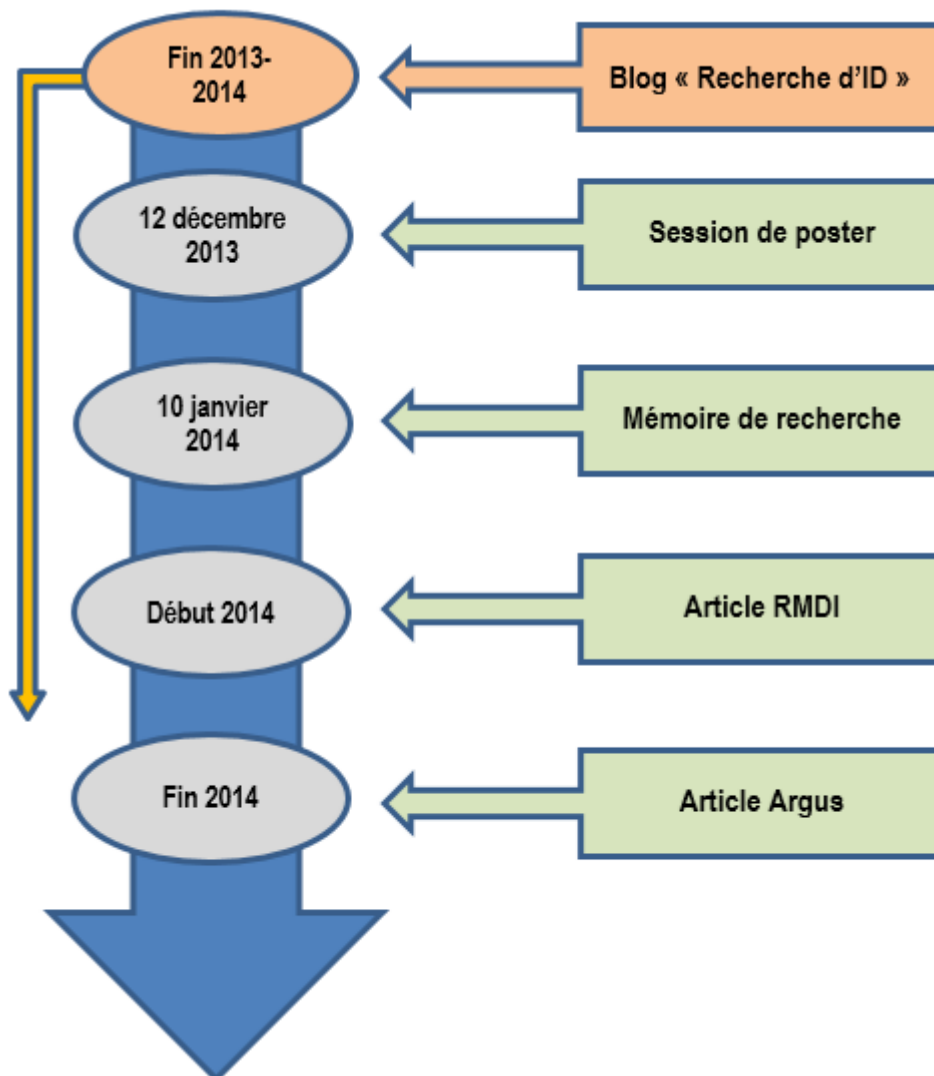 Fin 2013-
2014
Blog « Recherche d'ID »
12 décembre
2013
Session de poster
10 janvier
2014
Mémoire de recherche
Début 2014
Article RMDI
Fin 2014
Article Argus